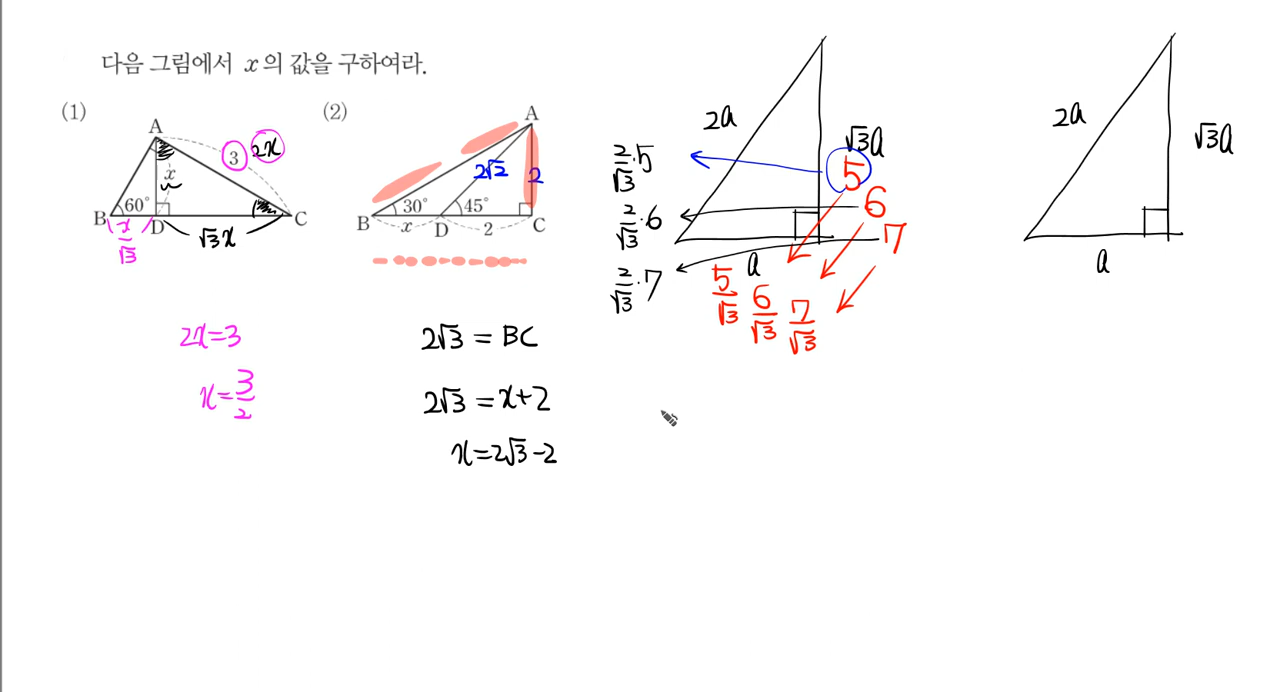 다음 그림에서 x의 값을 구하여라.
(1)
A
3
2x
x
60°
B
D
C
x/√3
√3x
2x=3
x=3/2
(2)
A
2√2
2
30°
45°
B
x
D
2
C
2√3 = BC
2√3 = x+2
x=2√3-2
2a
√3a
5
6
7
a
2/√3·5
2/√3·6
2/√3·7
5/√3
6/√3
7/√3
2a
√3a
a